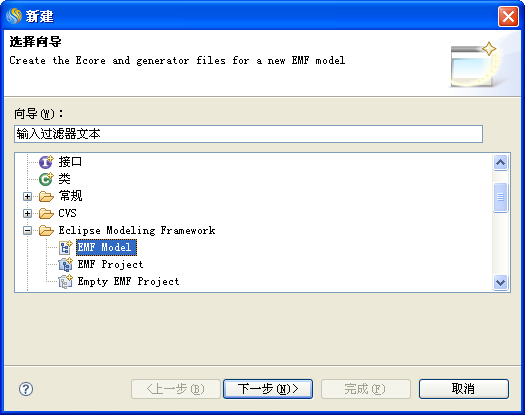 新建
选择向导
Create the Ecore and generator files for a new EMF model
向导(W)：
输入过滤器文本
接口
类
常规
CVS
Eclipse Modeling Framework
EMF Model
EMF Project
Empty EMF Project
<上一步(B)
下一步(N)>
完成(F)
取消